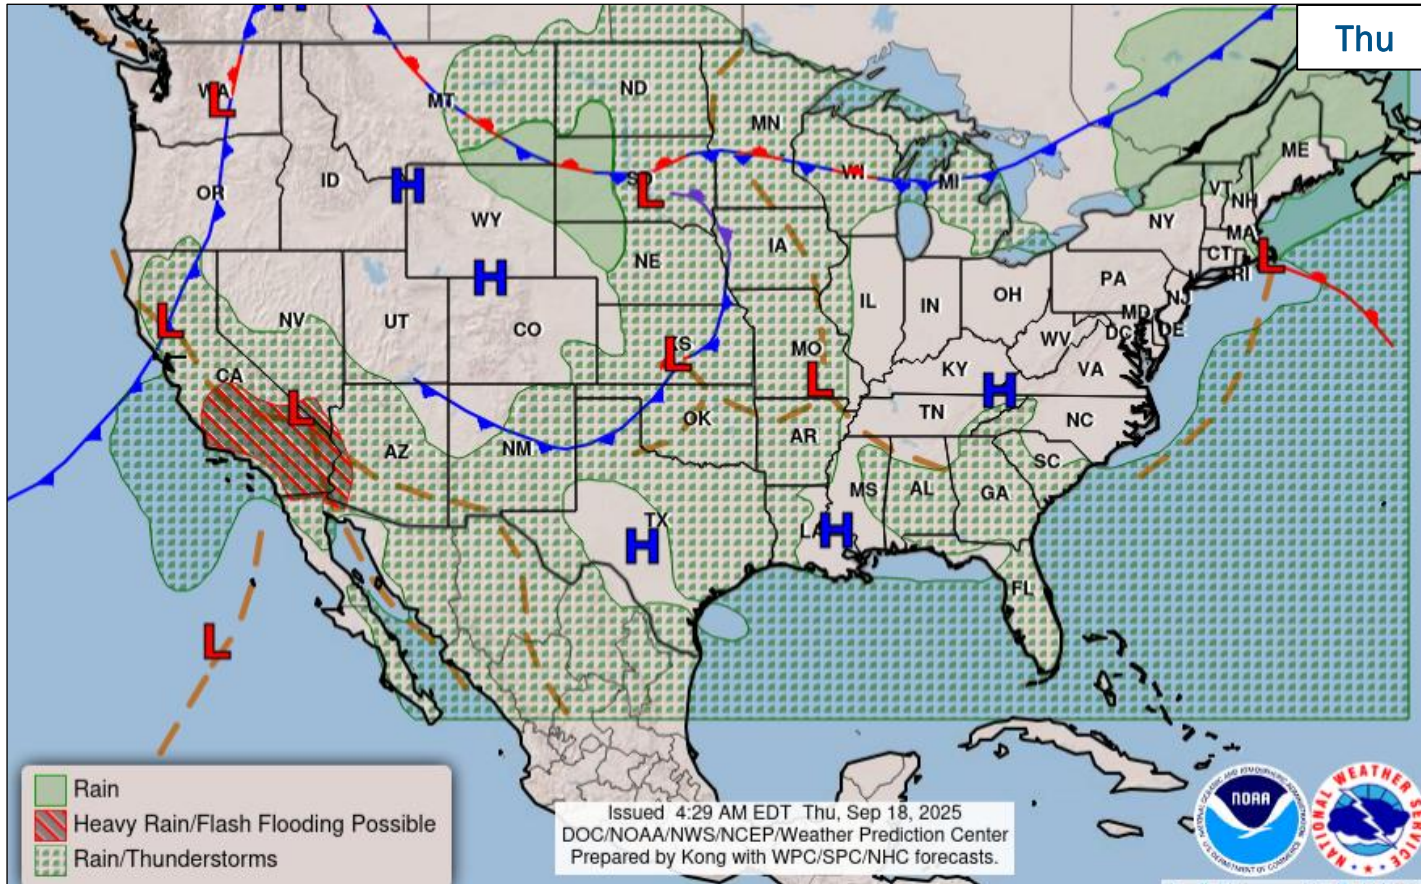 Thu
WA
MT
ND
MN
ME
OR
ID
SD
WI
MI
VT
NH
WY
NY
MA
CT
RI
IA
NE
PA
NV
UT
CO
IL
IN
OH
NJ
MD
DC
DE
WV
KS
MO
CA
KY
VA
AZ
NM
OK
AR
TN
NC
SC
MS
AL
GA
TX
LA
FL
H
L
H
L
L
H
L
L
L
L
H
H
H
L
Rain
Heavy Rain/Flash Flooding Possible
Rain/Thunderstorms
Issued 4:29 AM EDT Thu, Sep 18, 2025
DOC/NOAA/NWS/NCEP/Weather Prediction Center
Prepared by Kong with WPC/SPC/NHC forecasts.
NOAA
NATIONAL WEATHER SERVICE